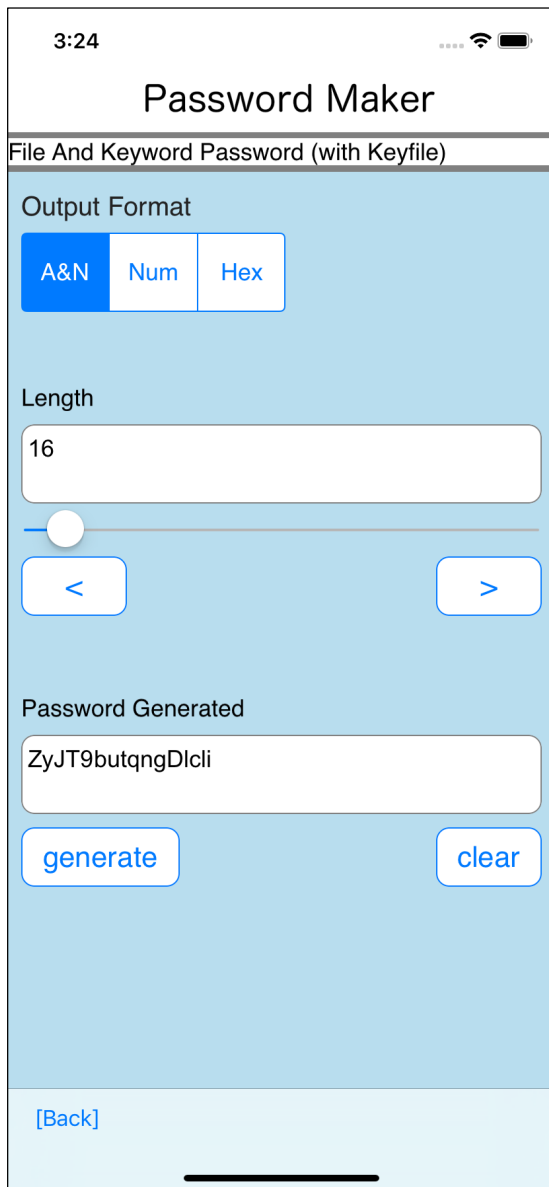 3:24
Password Maker
File And Keyword Password (with Keyfile)
Output Format
A&N Num Hex
Length
16
< >
Password Generated
ZyJT9butqngDlcli
generate clear
[Back]